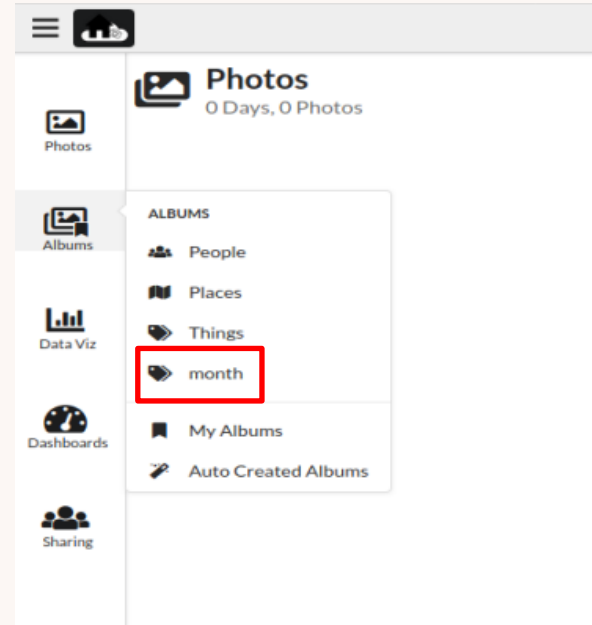 Photos
0 Days, 0 Photos
Photos
Albums
ALBUMS
People
Places
Things
month
My Albums
Auto Created Albums
Data Viz
Dashboards
Sharing